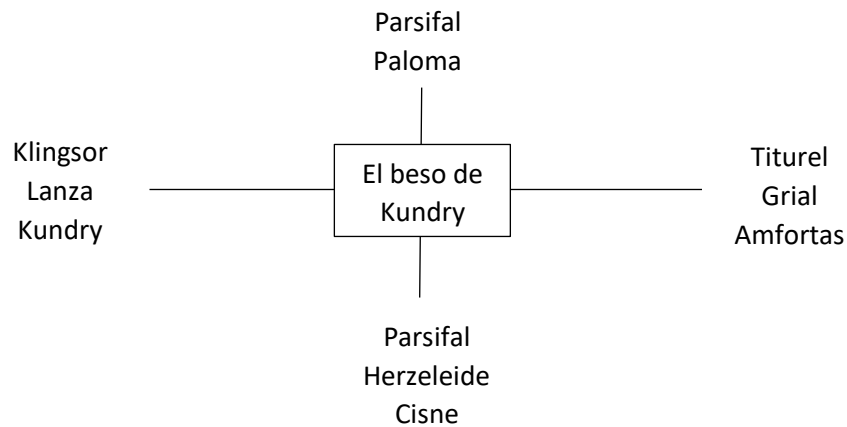 Parsifal
Paloma
Klingsor
Lanza
Kundry
El beso de
Kundry
Titurel
Grial
Amfortas
Parsifal
Herzeleide
Cisne